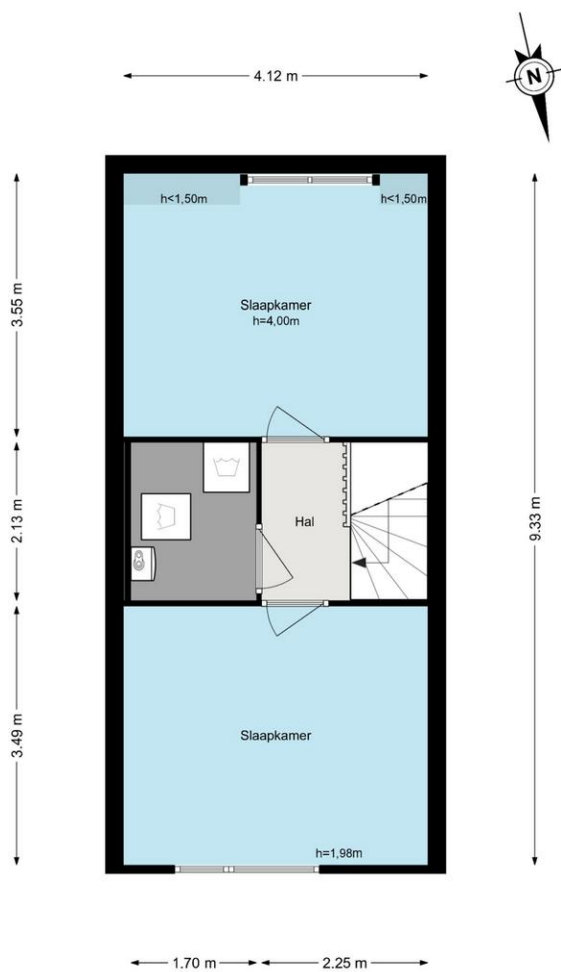 4.12 m
N
h<1,50m
h<1,50m
3.55 m
Slaapkamer
h=4,00m
2.13 m
Hal
9.33 m
3.49 m
Slaapkamer
h=1,98m
1.70 m
2.25 m